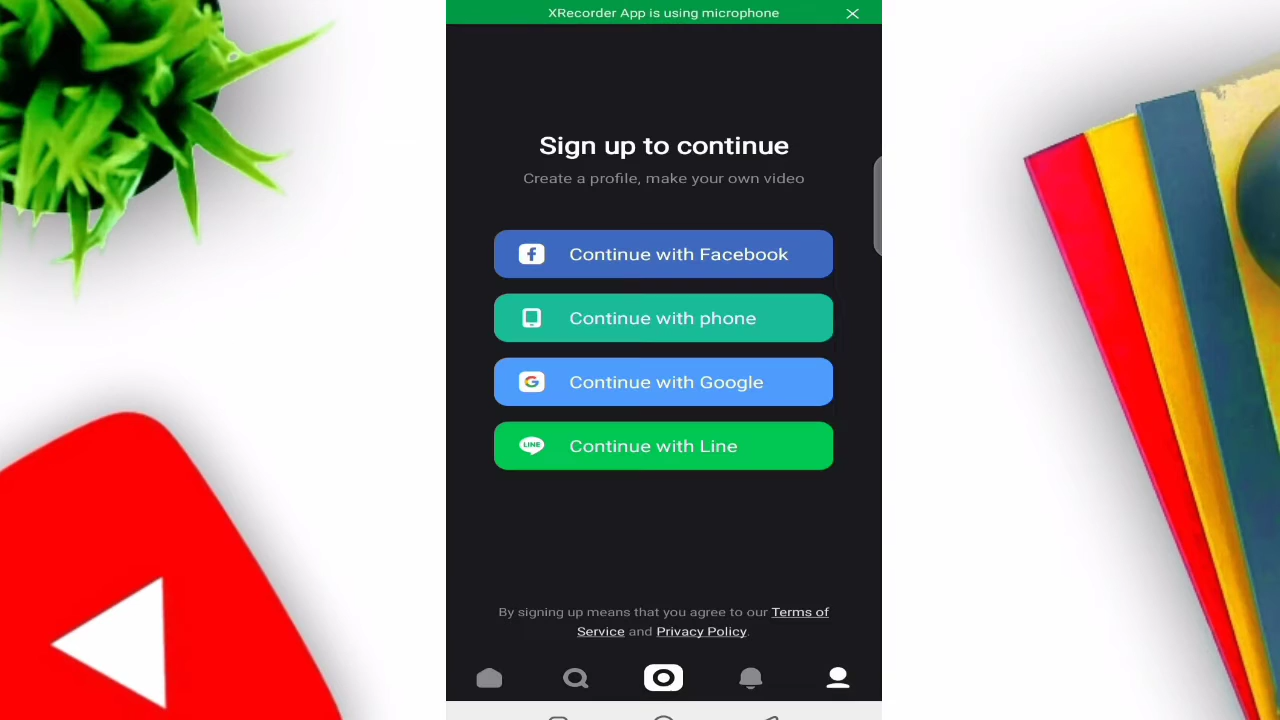 XRecorder App is using microphone
Sign up to continue
Create a profile, make your own video
Continue with Facebook
Continue with phone
Continue with Google
LINE
Continue with Line
By signing up means that you agree to our Terms of
Service and Privacy Policy.